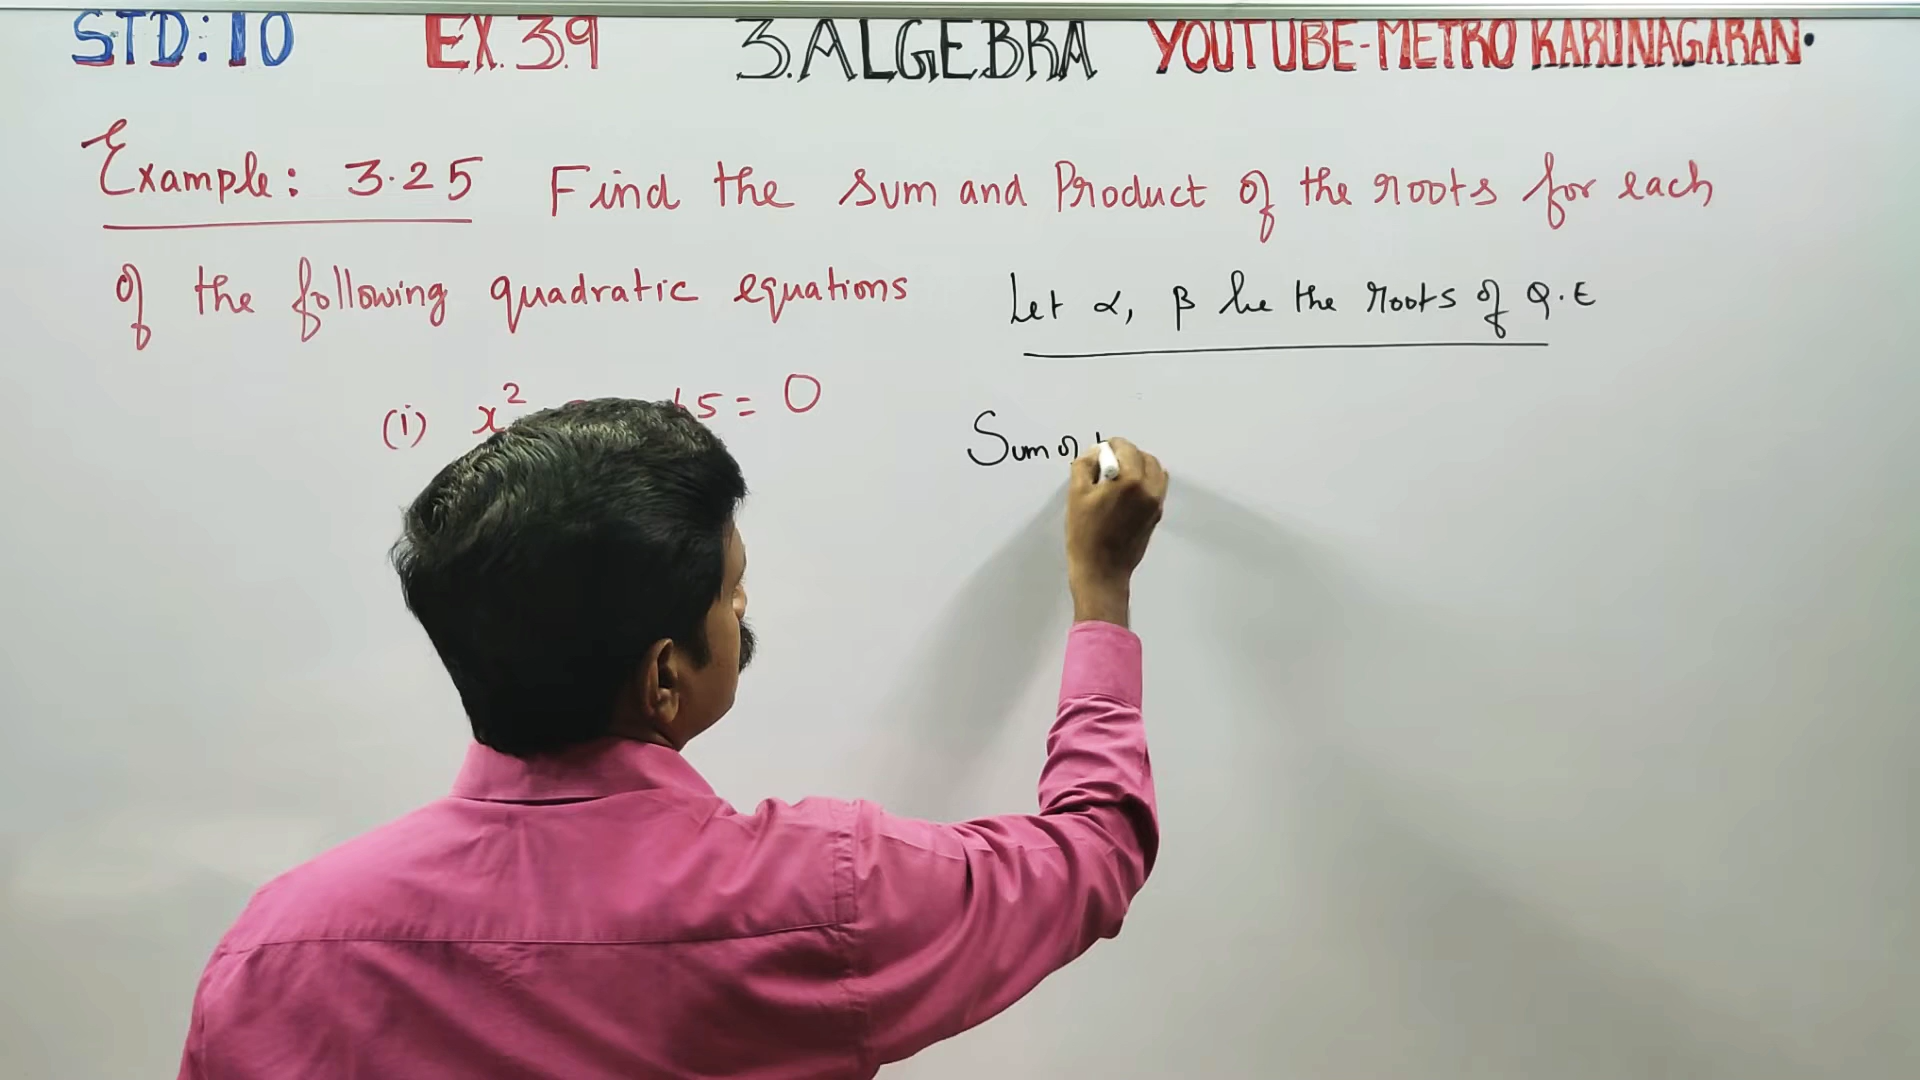 STD: 10 EX. 3.9 3. ALGEBRA YOUTUBE-METRO KARUNAGARAN.
Example: 3.25 Find the sum and Product of the roots for each
of the following quadratic equations
Let α, β be the roots of Q.E
(i) x² +5 = 0
Sum of